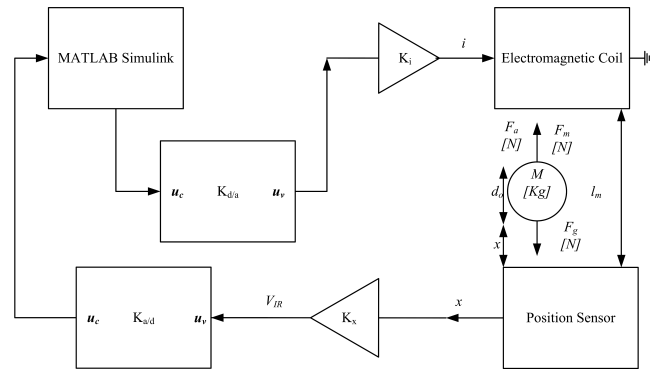 MATLAB Simulink
K_i
i
Electromagnetic Coil
F_a
[N]
F_m
[N]
M
[Kg]
d_o
l_m
u_c K_d/a u_v
F_g
[N]
x
u_c K_a/d u_v
V_IR
K_x
x
Position Sensor